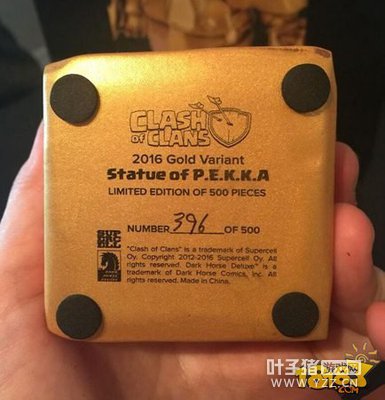 CLASH
OF CLANS
2016 Gold Variant
Statue of P.E.K.K.A
LIMITED EDITION OF 500 PIECES
NUMBER 396 OF 500
"Clash of Clans" is a trademark of Supercell
Oy. Copyright 2012-2016 Supercell Oy. All
rights reserved. Dark Horse Deluxe™ is a
trademark of Dark Horse Comics, Inc. All
rights reserved. Made in China.
叶子猪
www.YZZ.CN